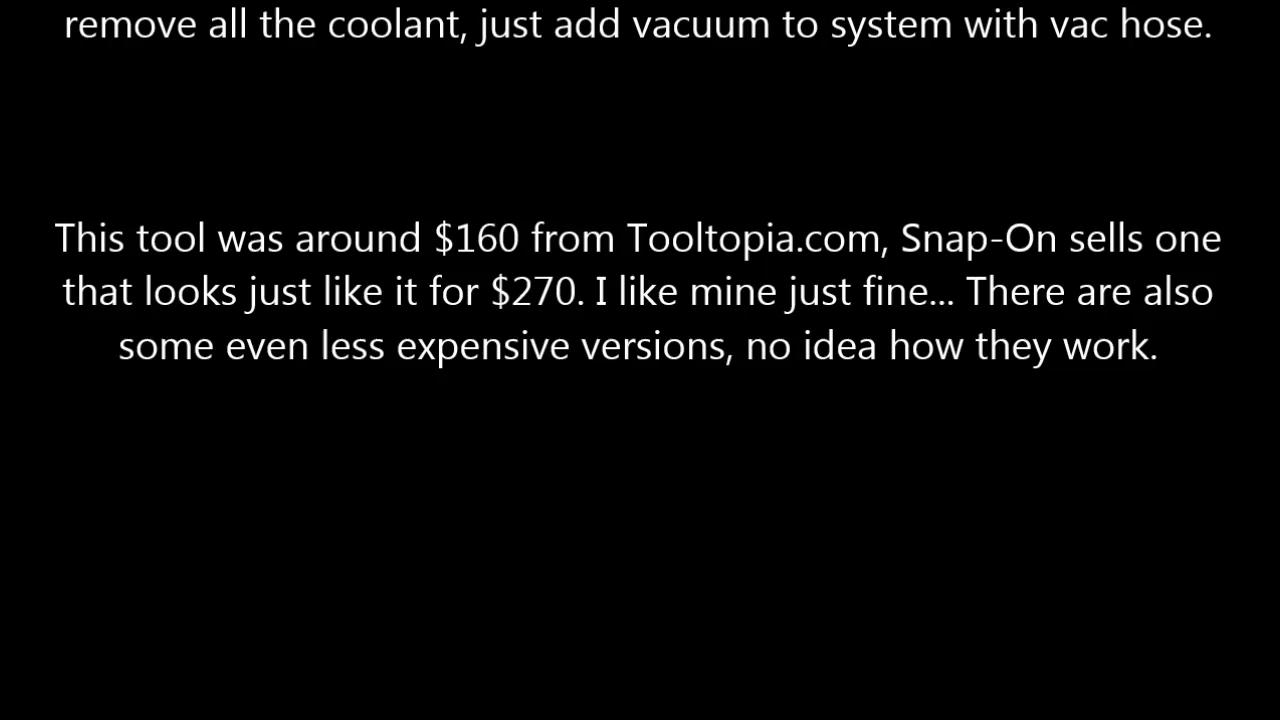 remove all the coolant, just add vacuum to system with vac hose.
This tool was around $160 from Tooltopia.com, Snap-On sells one
that looks just like it for $270. I like mine just fine... There are also
some even less expensive versions, no idea how they work.